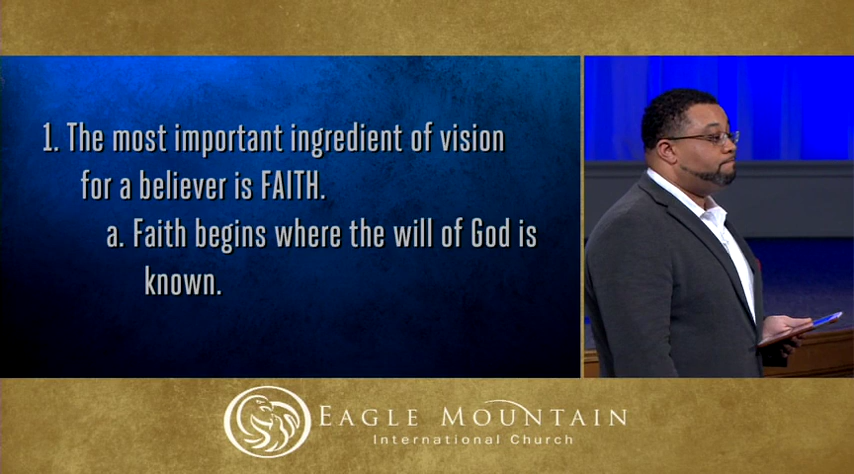 1. The most important ingredient of vision
for a believer is FAITH.
a. Faith begins where the will of God is
known.
EAGLE MOUNTAIN
International Church